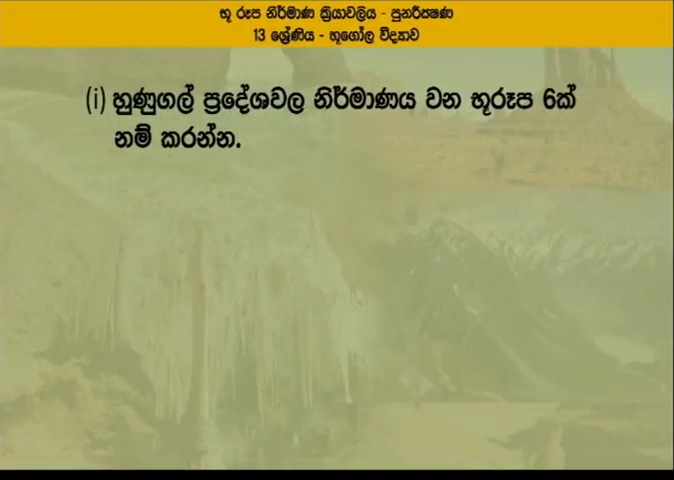 භූ රූප නිර්මාණ ක්‍රියාවලිය - පුනරීක්ෂණ
13 ශ්‍රේණිය - භූගෝල විද්‍යාව
(i) හුණුගල් ප්‍රදේශවල නිර්මාණය වන භූරූප 6ක්
නම් කරන්න.